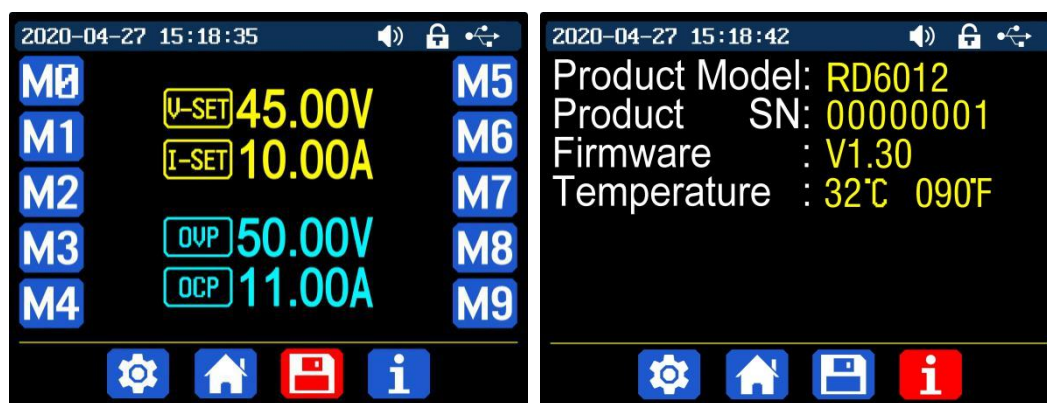 2020-04-27 15:18:35
M0
M1
M2
M3
M4
V-SET 45.00V
I-SET 10.00A
OVP 50.00V
OCP 11.00A
M5
M6
M7
M8
M9
i
2020-04-27 15:18:42
Product Model: RD6012
Product SN: 00000001
Firmware : V1.30
Temperature : 32℃ 090℉
i